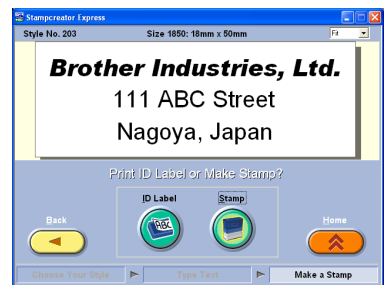 Stampcreator Express
Style No. 203 Size 1850: 18mm x 50mm Fit
Brother Industries, Ltd.
111 ABC Street
Nagoya, Japan
Print ID Label or Make Stamp?
ID Label Stamp
ABC
Back Home
Choose Your Style Type Text Make a Stamp